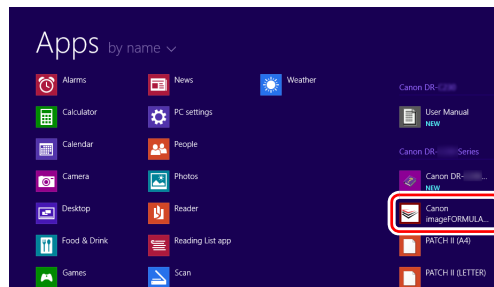 Apps by name
Alarms
Calculator
Calendar
Camera
Desktop
Food & Drink
Games
News
PC settings
People
Photos
Reader
Reading List app
Scan
Weather
Canon DR-
User Manual
NEW
Canon DR- Series
Canon DR- ...
NEW
Canon
imageFORMULA...
PATCH II (A4)
PATCH II (LETTER)